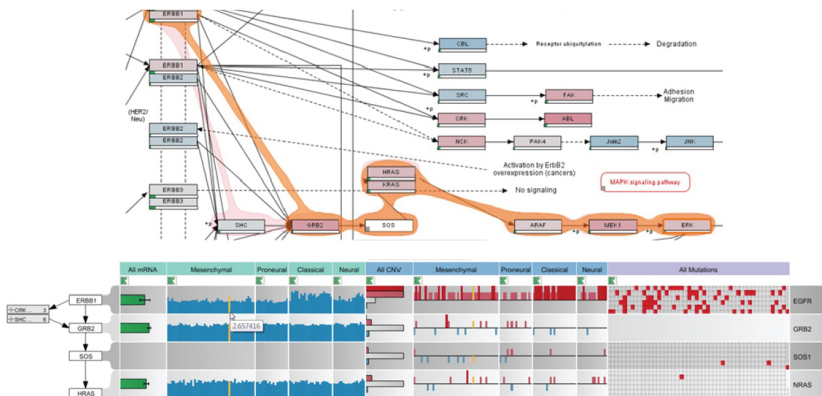 ERBB1
ERBB1
ERBB2
(HER2/
Neu)
ERBB2
ERBB2
ERBB3
ERBB3
+p
SHC
GRB2
SOS
HRAS
KRAS
ARAF
+p
MEK1
+p
ERK
+p
CBL
Receptor ubiquitylation
Degradation
+p
STAT5
SRC
+p
FAK
Adhesion
Migration
+p
CRK
ABL
+p
NCK
PAK4
JNK
+p
Activation by ErbB2
overexpression (cancers)
No signaling
MAPK signaling pathway
All mRNA
Mesenchymal
Proneural
Classical
Neural
All CNV
Mesenchymal
Proneural
Classical
Neural
All Mutations
ERBB1
EGFR
CRK ... 3
SHC ... 6
GRB2
2.657416
GRB2
SOS
SOS1
HRAS
NRAS